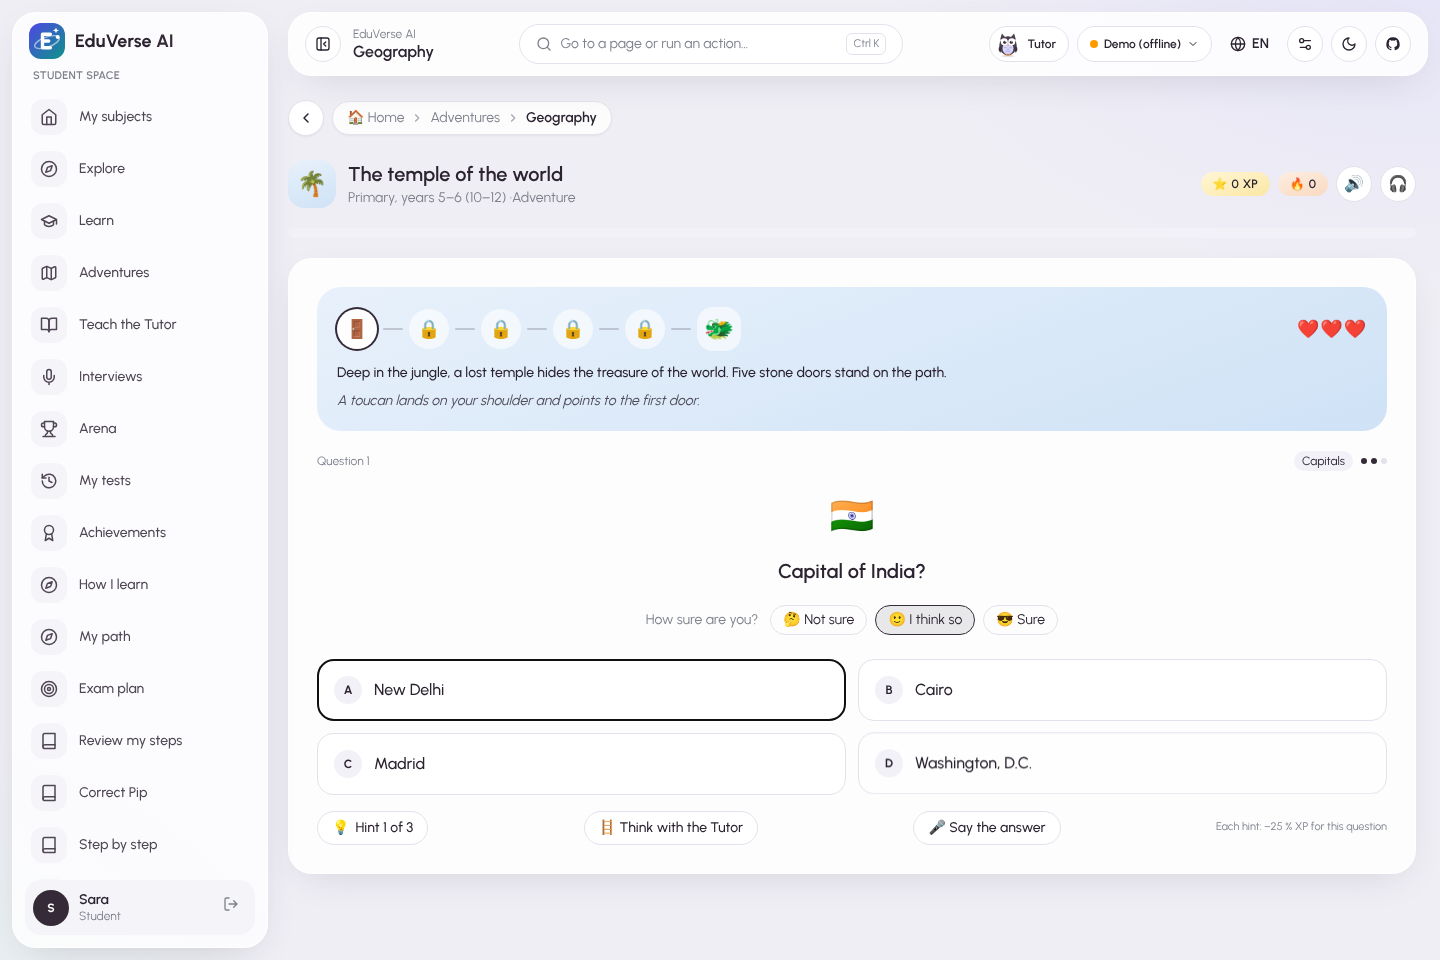 EduVerse AI
STUDENT SPACE
My subjects
Explore
Learn
Adventures
Teach the Tutor
Interviews
Arena
My tests
Achievements
How I learn
My path
Exam plan
Review my steps
Correct Pip
Step by step
S
Sara
Student
EduVerse AI
Geography
Go to a page or run an action...
Ctrl K
Tutor
Demo (offline)
EN
Home
Adventures
Geography
The temple of the world
Primary, years 5–6 (10–12) · Adventure
0 XP
0
Deep in the jungle, a lost temple hides the treasure of the world. Five stone doors stand on the path.
A toucan lands on your shoulder and points to the first door.
Question 1
Capitals
Capital of India?
How sure are you?
Not sure
I think so
Sure
A New Delhi
B Cairo
C Madrid
D Washington, D.C.
Hint 1 of 3
Think with the Tutor
Say the answer
Each hint: −25 % XP for this question